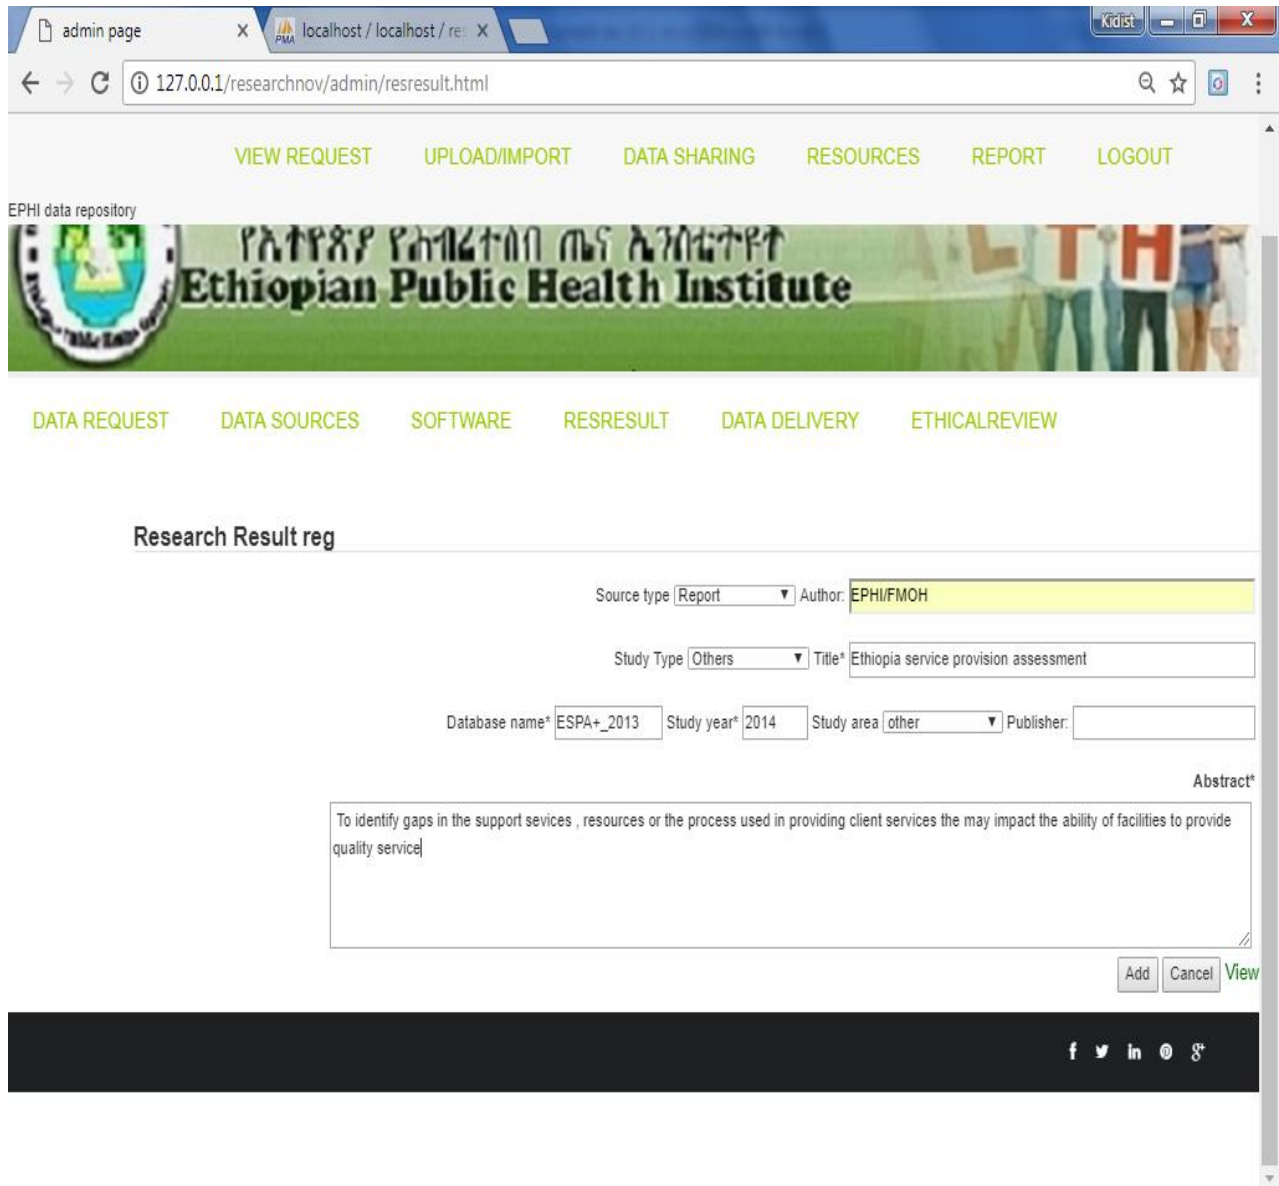 admin page
localhost / localhost / re
PMA
Kidist
127.0.0.1/researchnov/admin/resresult.html
VIEW REQUEST UPLOAD/IMPORT DATA SHARING RESOURCES REPORT LOGOUT
EPHI data repository
የኢትዮጵያ የሕብረተሰብ ጤና ኢንስቲትዩት
LTH
Ethiopian Public Health Institute
DATA REQUEST DATA SOURCES SOFTWARE RESRESULT DATA DELIVERY ETHICALREVIEW
Research Result reg
Source type Report Author: EPHI/FMOH
Study Type Others Title* Ethiopia service provision assessment
Database name* ESPA+_2013 Study year* 2014 Study area other Publisher:
Abstract*
To identify gaps in the support sevices , resources or the process used in providing client services the may impact the ability of facilities to provide
quality service
Add Cancel View